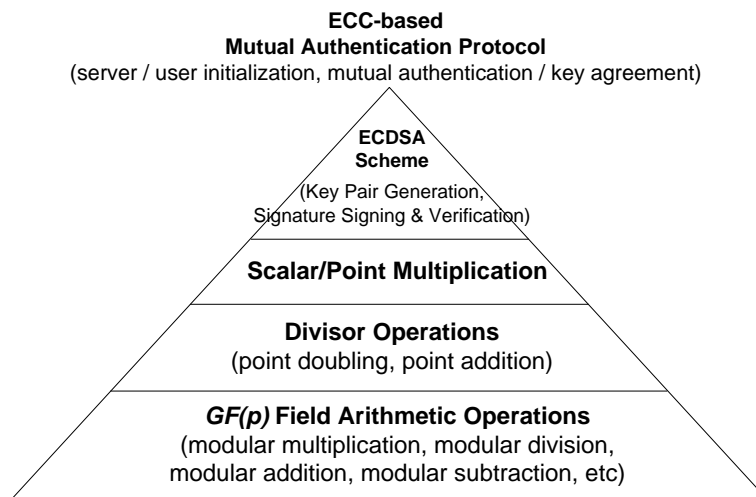 ECC-based
Mutual Authentication Protocol
(server / user initialization, mutual authentication / key agreement)
ECDSA
Scheme
(Key Pair Generation,
Signature Signing & Verification)
Scalar/Point Multiplication
Divisor Operations
(point doubling, point addition)
GF(p) Field Arithmetic Operations
(modular multiplication, modular division,
modular addition, modular subtraction, etc)